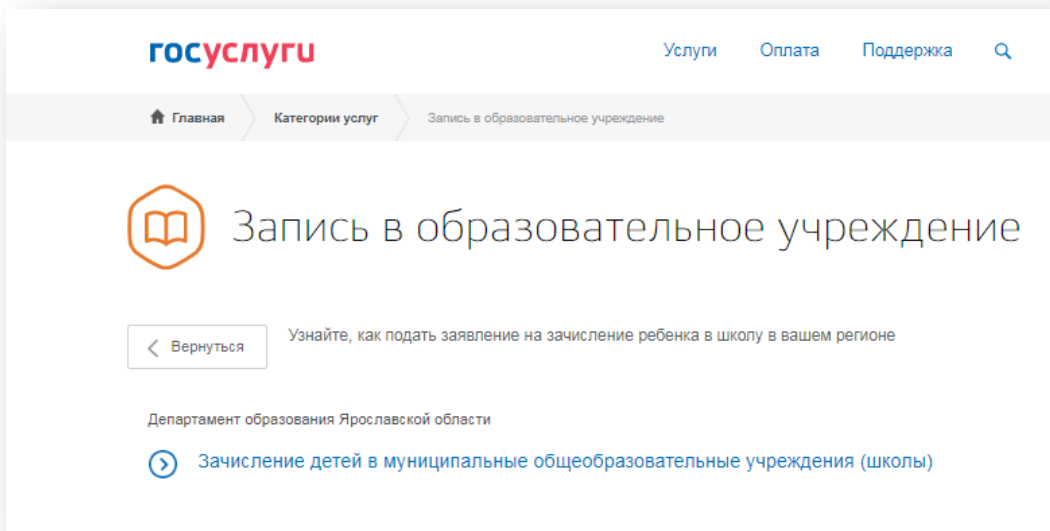 госуслуги
Услуги Оплата Поддержка
Главная Категории услуг Запись в образовательное учреждение
Запись в образовательное учреждение
Вернуться Узнайте, как подать заявление на зачисление ребенка в школу в вашем регионе
Департамент образования Ярославской области
Зачисление детей в муниципальные общеобразовательные учреждения (школы)